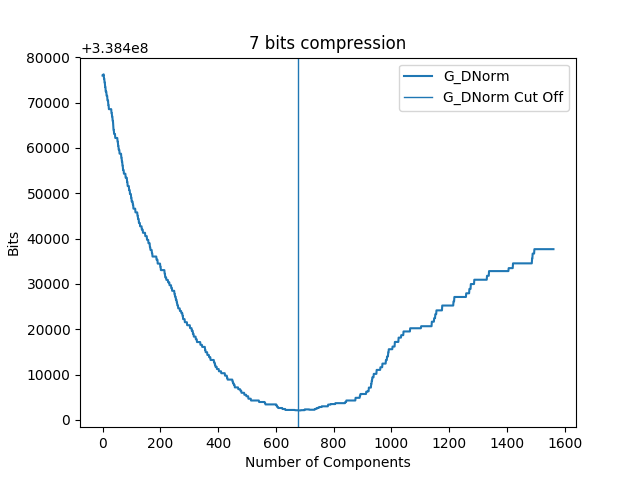 7 bits compression
+3.384e8
G_DNorm
G_DNorm Cut Off
80000
70000
60000
50000
40000
30000
20000
10000
0
Bits
0 200 400 600 800 1000 1200 1400 1600
Number of Components